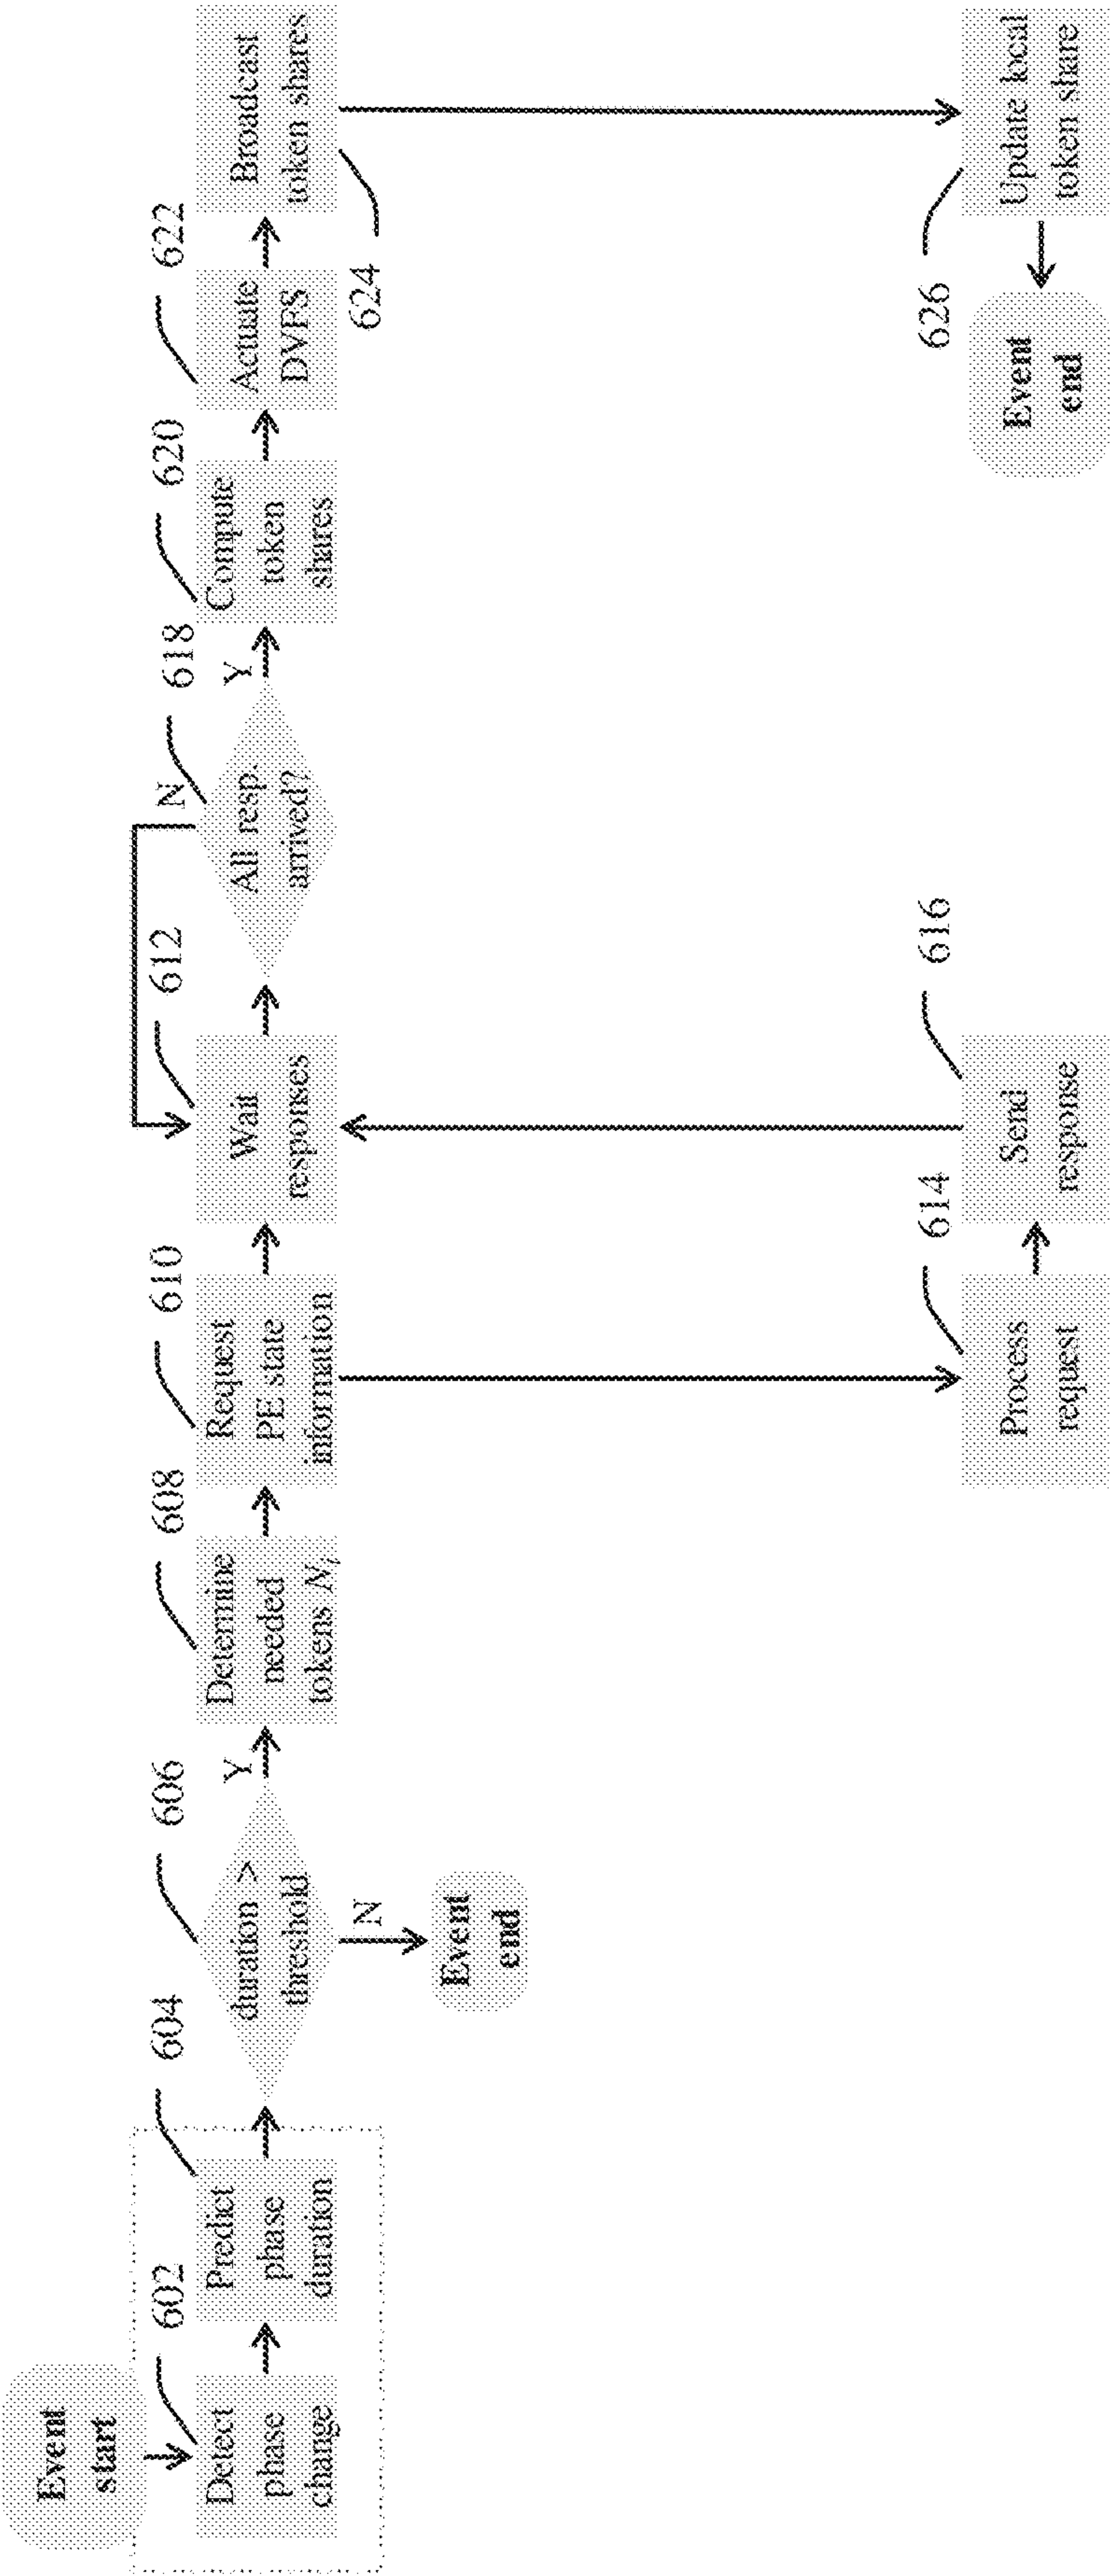 Event
start
602
Detect
phase
change
604
Predict
phase
duration
606
duration >
threshold
Y
N
Event
end
608
Determine
needed
tokens Ni
610
Request
PE state
information
612
Wait
responses
N
618
All resp.
arrived?
Y
620
Compute
token
shares
622
Actuate
DVFS
Broadcast
token shares
624
614
Process
request
616
Send
response
626
Update local
token share
Event
end